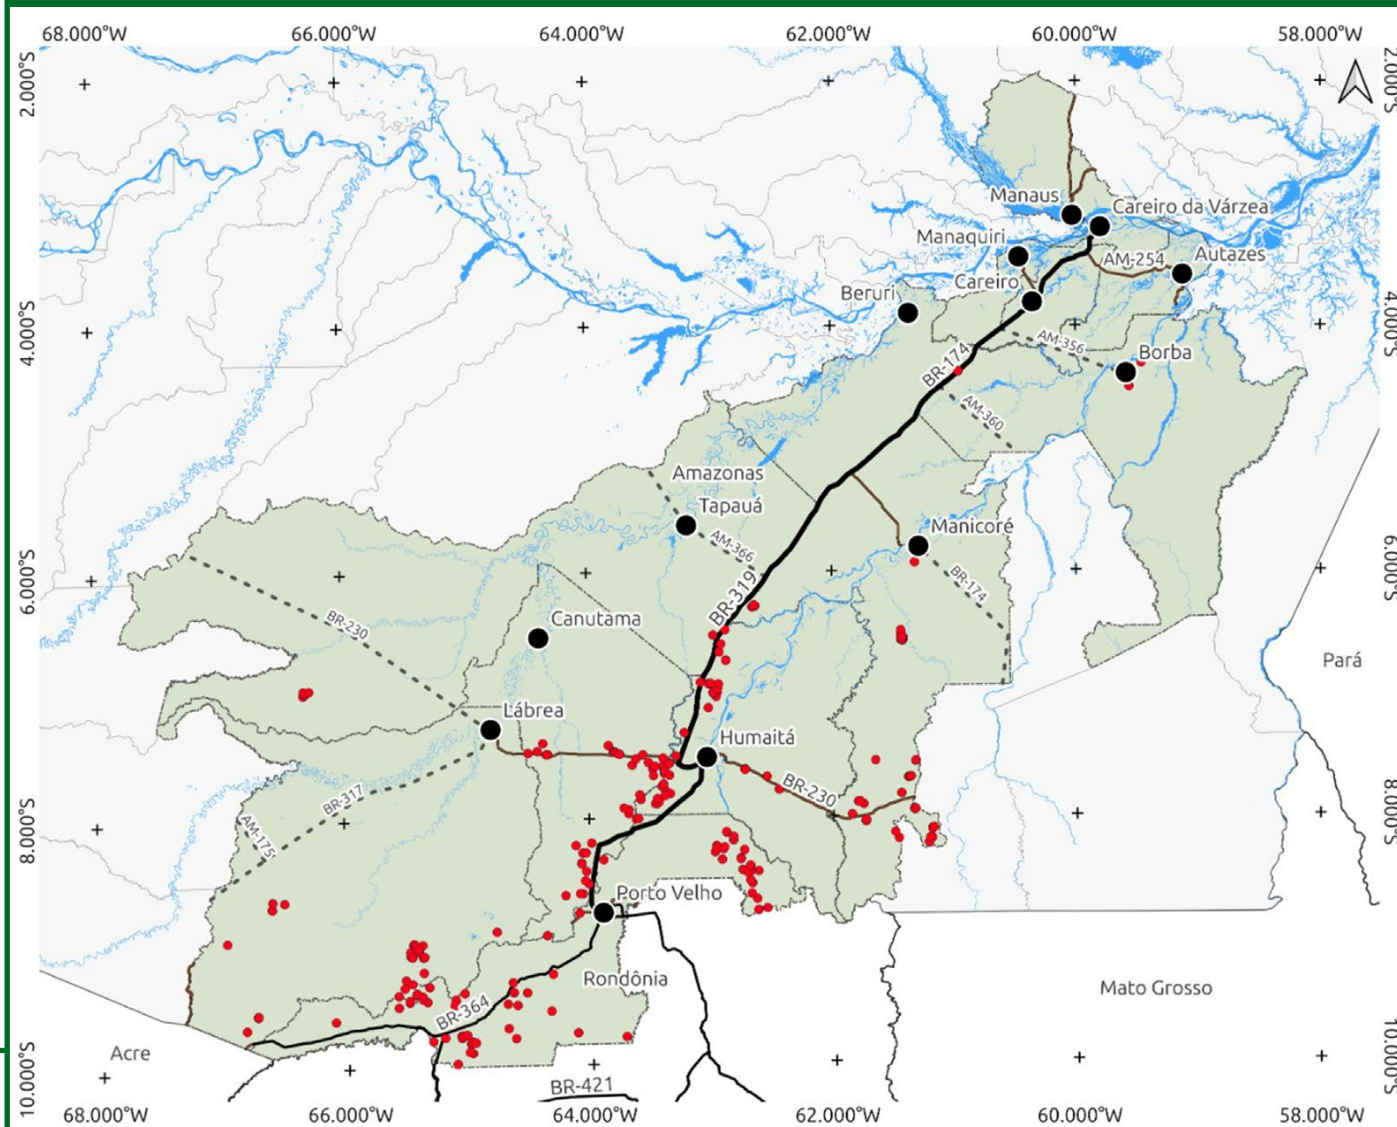 68.000°W 66.000°W 64.000°W 62.000°W 60.000°W 58.000°W
2.000°S
2.000°S
Manaus
Careiro da Várzea
Manaquiri
AM-254
Autazes
Careiro
Beruri
4.000°S
4.000°S
AM-356
BR-174
Borba
AM-360
Amazonas
Tapauá
Manicoré
AM-366
6.000°S
6.000°S
BR-174
BR-319
BR-230
Canutama
Pará
Lábrea
Humaitá
BR-230
BR-317
8.000°S
8.000°S
AM-175
Porto Velho
Rondônia
Mato Grosso
BR-364
Acre
10.000°S
10.000°S
BR-421
68.000°W 66.000°W 64.000°W 62.000°W 60.000°W 58.000°W